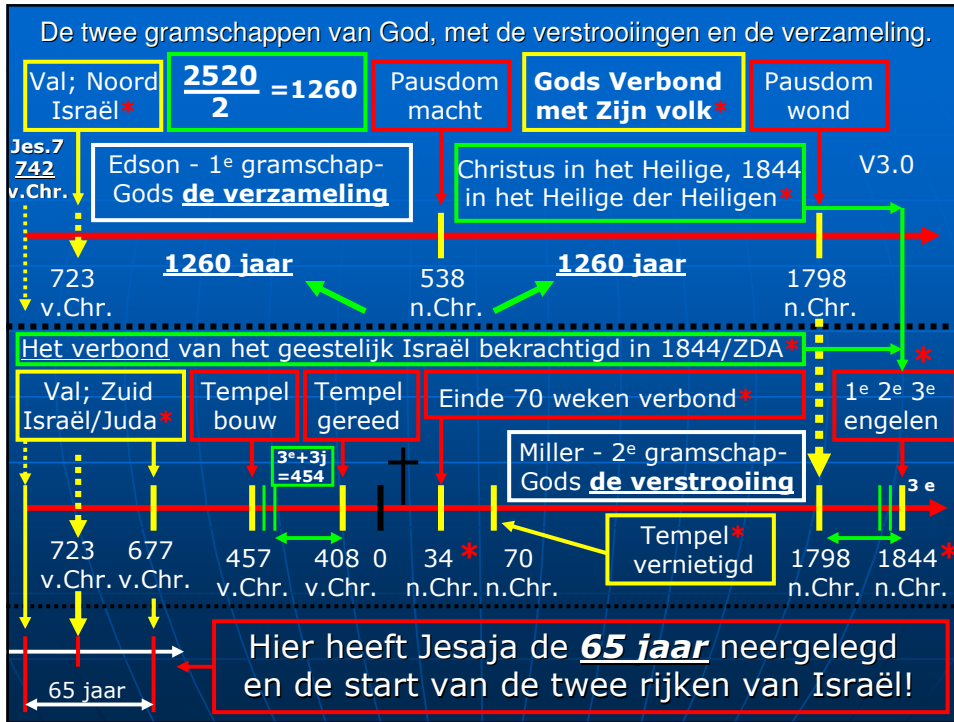 De twee gramschappen van God, met de verstrooiingen en de verzameling.
Val; Noord
Israël*
2520
2
=1260
Pausdom
macht
Gods Verbond
met Zijn volk*
Pausdom
wond
Jes.7
742
v.Chr.
Edson - 1e gramschap-
Gods de verzameling
Christus in het Heilige, 1844
in het Heilige der Heiligen*
V3.0
1260 jaar
1260 jaar
723
v.Chr.
538
n.Chr.
1798
n.Chr.
Het verbond van het geestelijk Israël bekrachtigd in 1844/ZDA*
*
Val; Zuid
Israël/Juda*
Tempel
bouw
Tempel
gereed
Einde 70 weken verbond*
1e 2e 3e
engelen
3e+3j
=454
Miller - 2e gramschap-
Gods de verstrooiing
3 e
Tempel*
vernietigd
723
v.Chr.
677
v.Chr.
457
v.Chr.
408
v.Chr.
0
34 *
n.Chr.
70
n.Chr.
1798
n.Chr.
1844*
n.Chr.
Hier heeft Jesaja de 65 jaar neergelegd
en de start van de twee rijken van Israël!
65 jaar